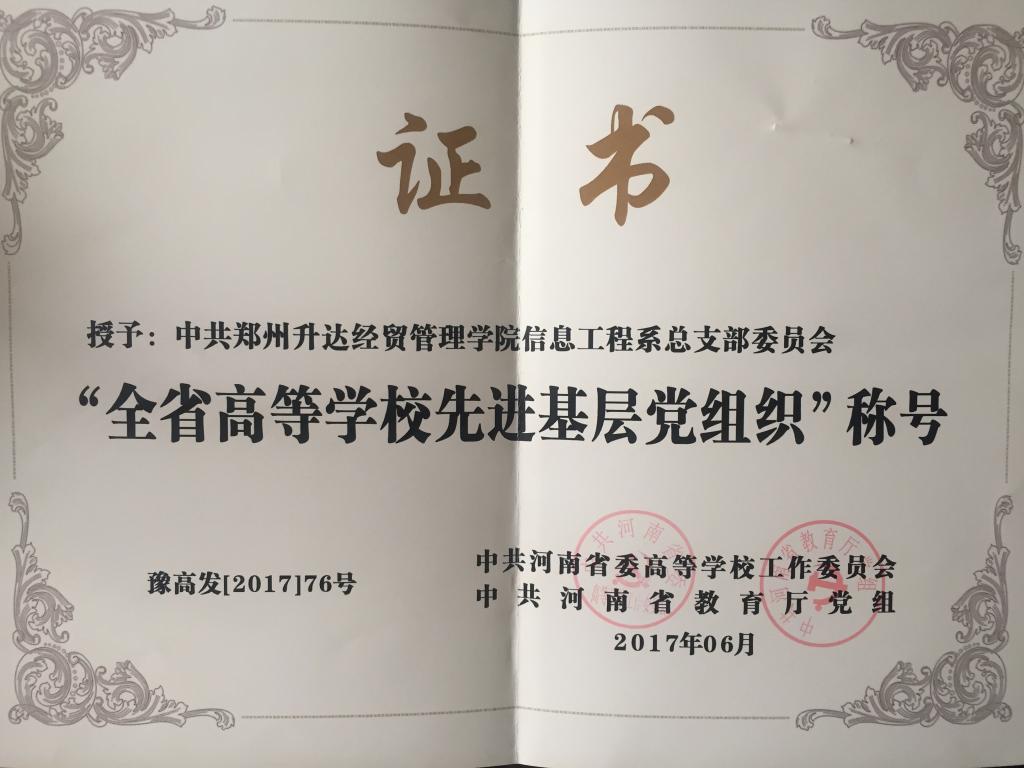 证书
授予：中共郑州升达经贸管理学院信息工程系总支部委员会
“全省高等学校先进基层党组织”称号
豫高发[2017]76号
中共河南省委高等学校工作委员会
中共河南省教育厅党组
2017年06月